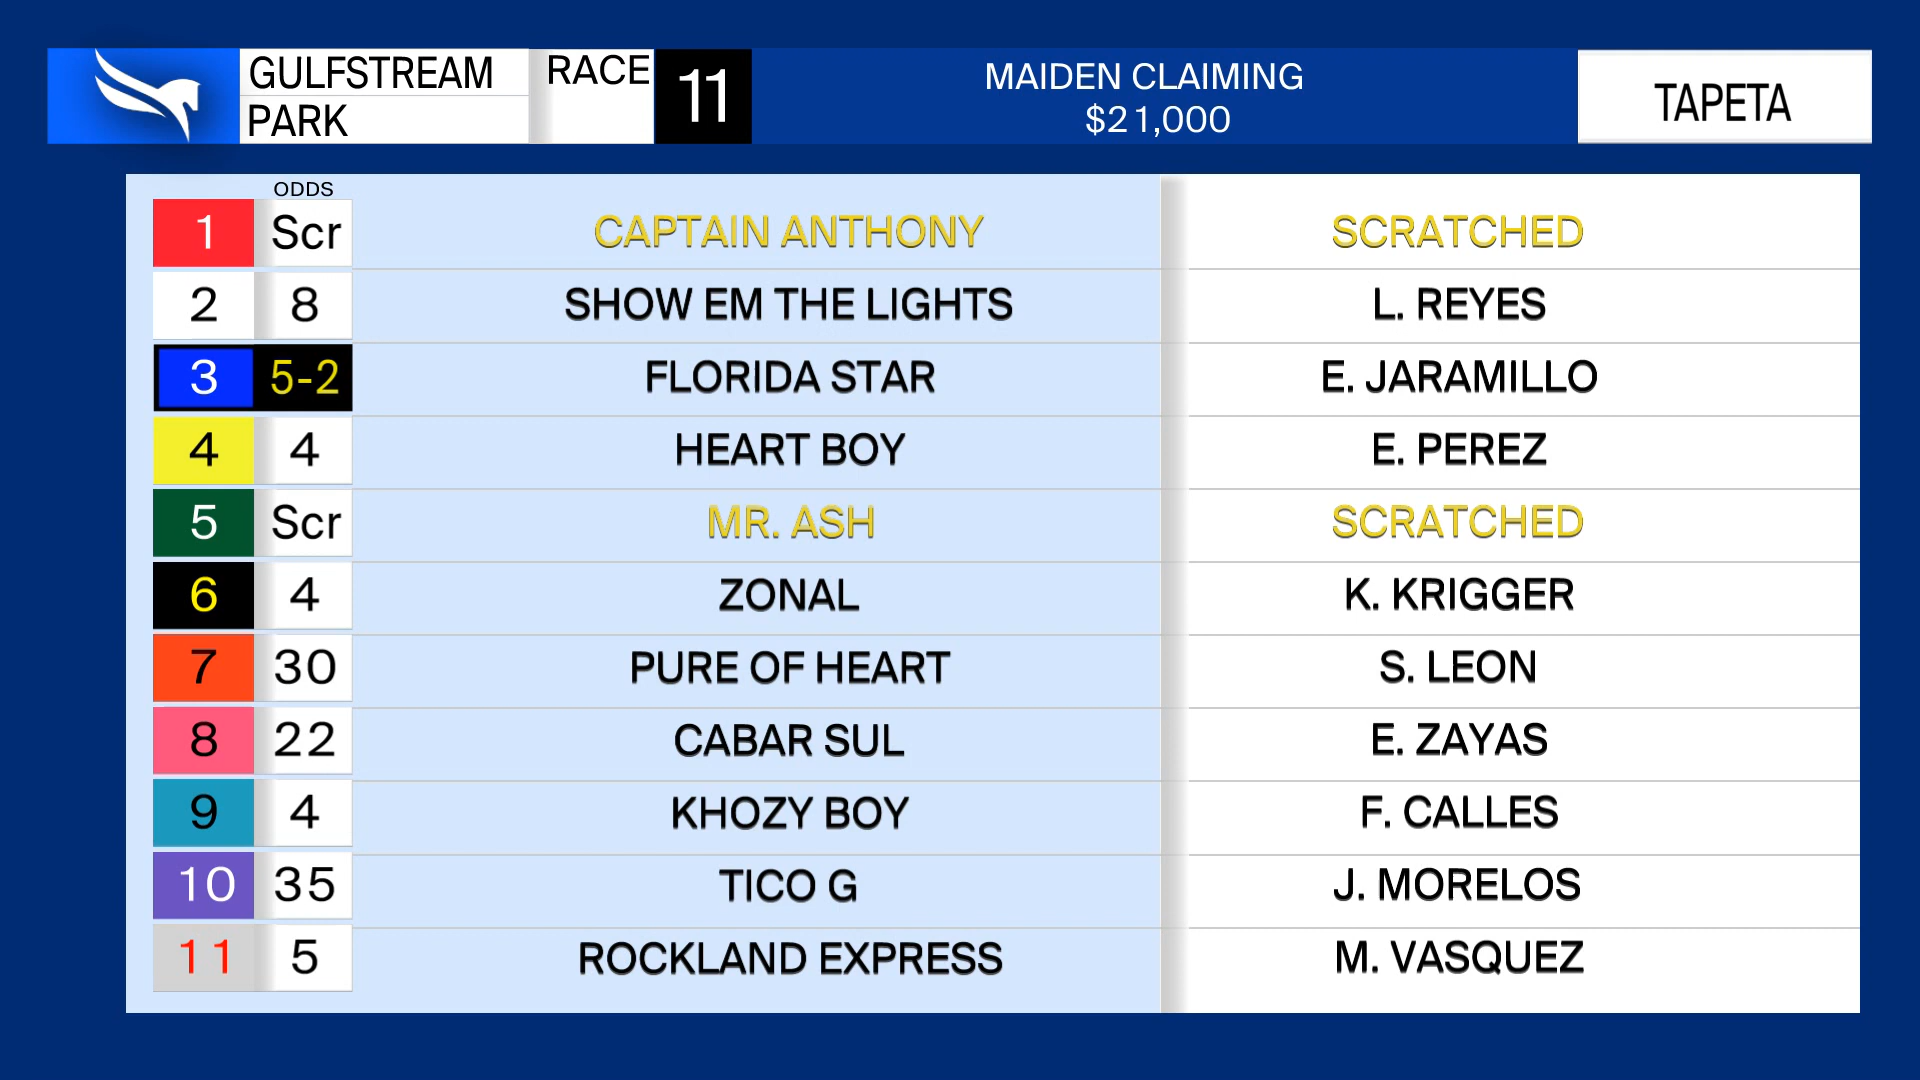 GULFSTREAM
PARK
RACE
11
MAIDEN CLAIMING
$21,000
TAPETA
ODDS
1 Scr CAPTAIN ANTHONY SCRATCHED
2 8 SHOW EM THE LIGHTS L. REYES
3 5-2 FLORIDA STAR E. JARAMILLO
4 4 HEART BOY E. PEREZ
5 Scr MR. ASH SCRATCHED
6 4 ZONAL K. KRIGGER
7 30 PURE OF HEART S. LEON
8 22 CABAR SUL E. ZAYAS
9 4 KHOZY BOY F. CALLES
10 35 TICO G J. MORELOS
11 5 ROCKLAND EXPRESS M. VASQUEZ